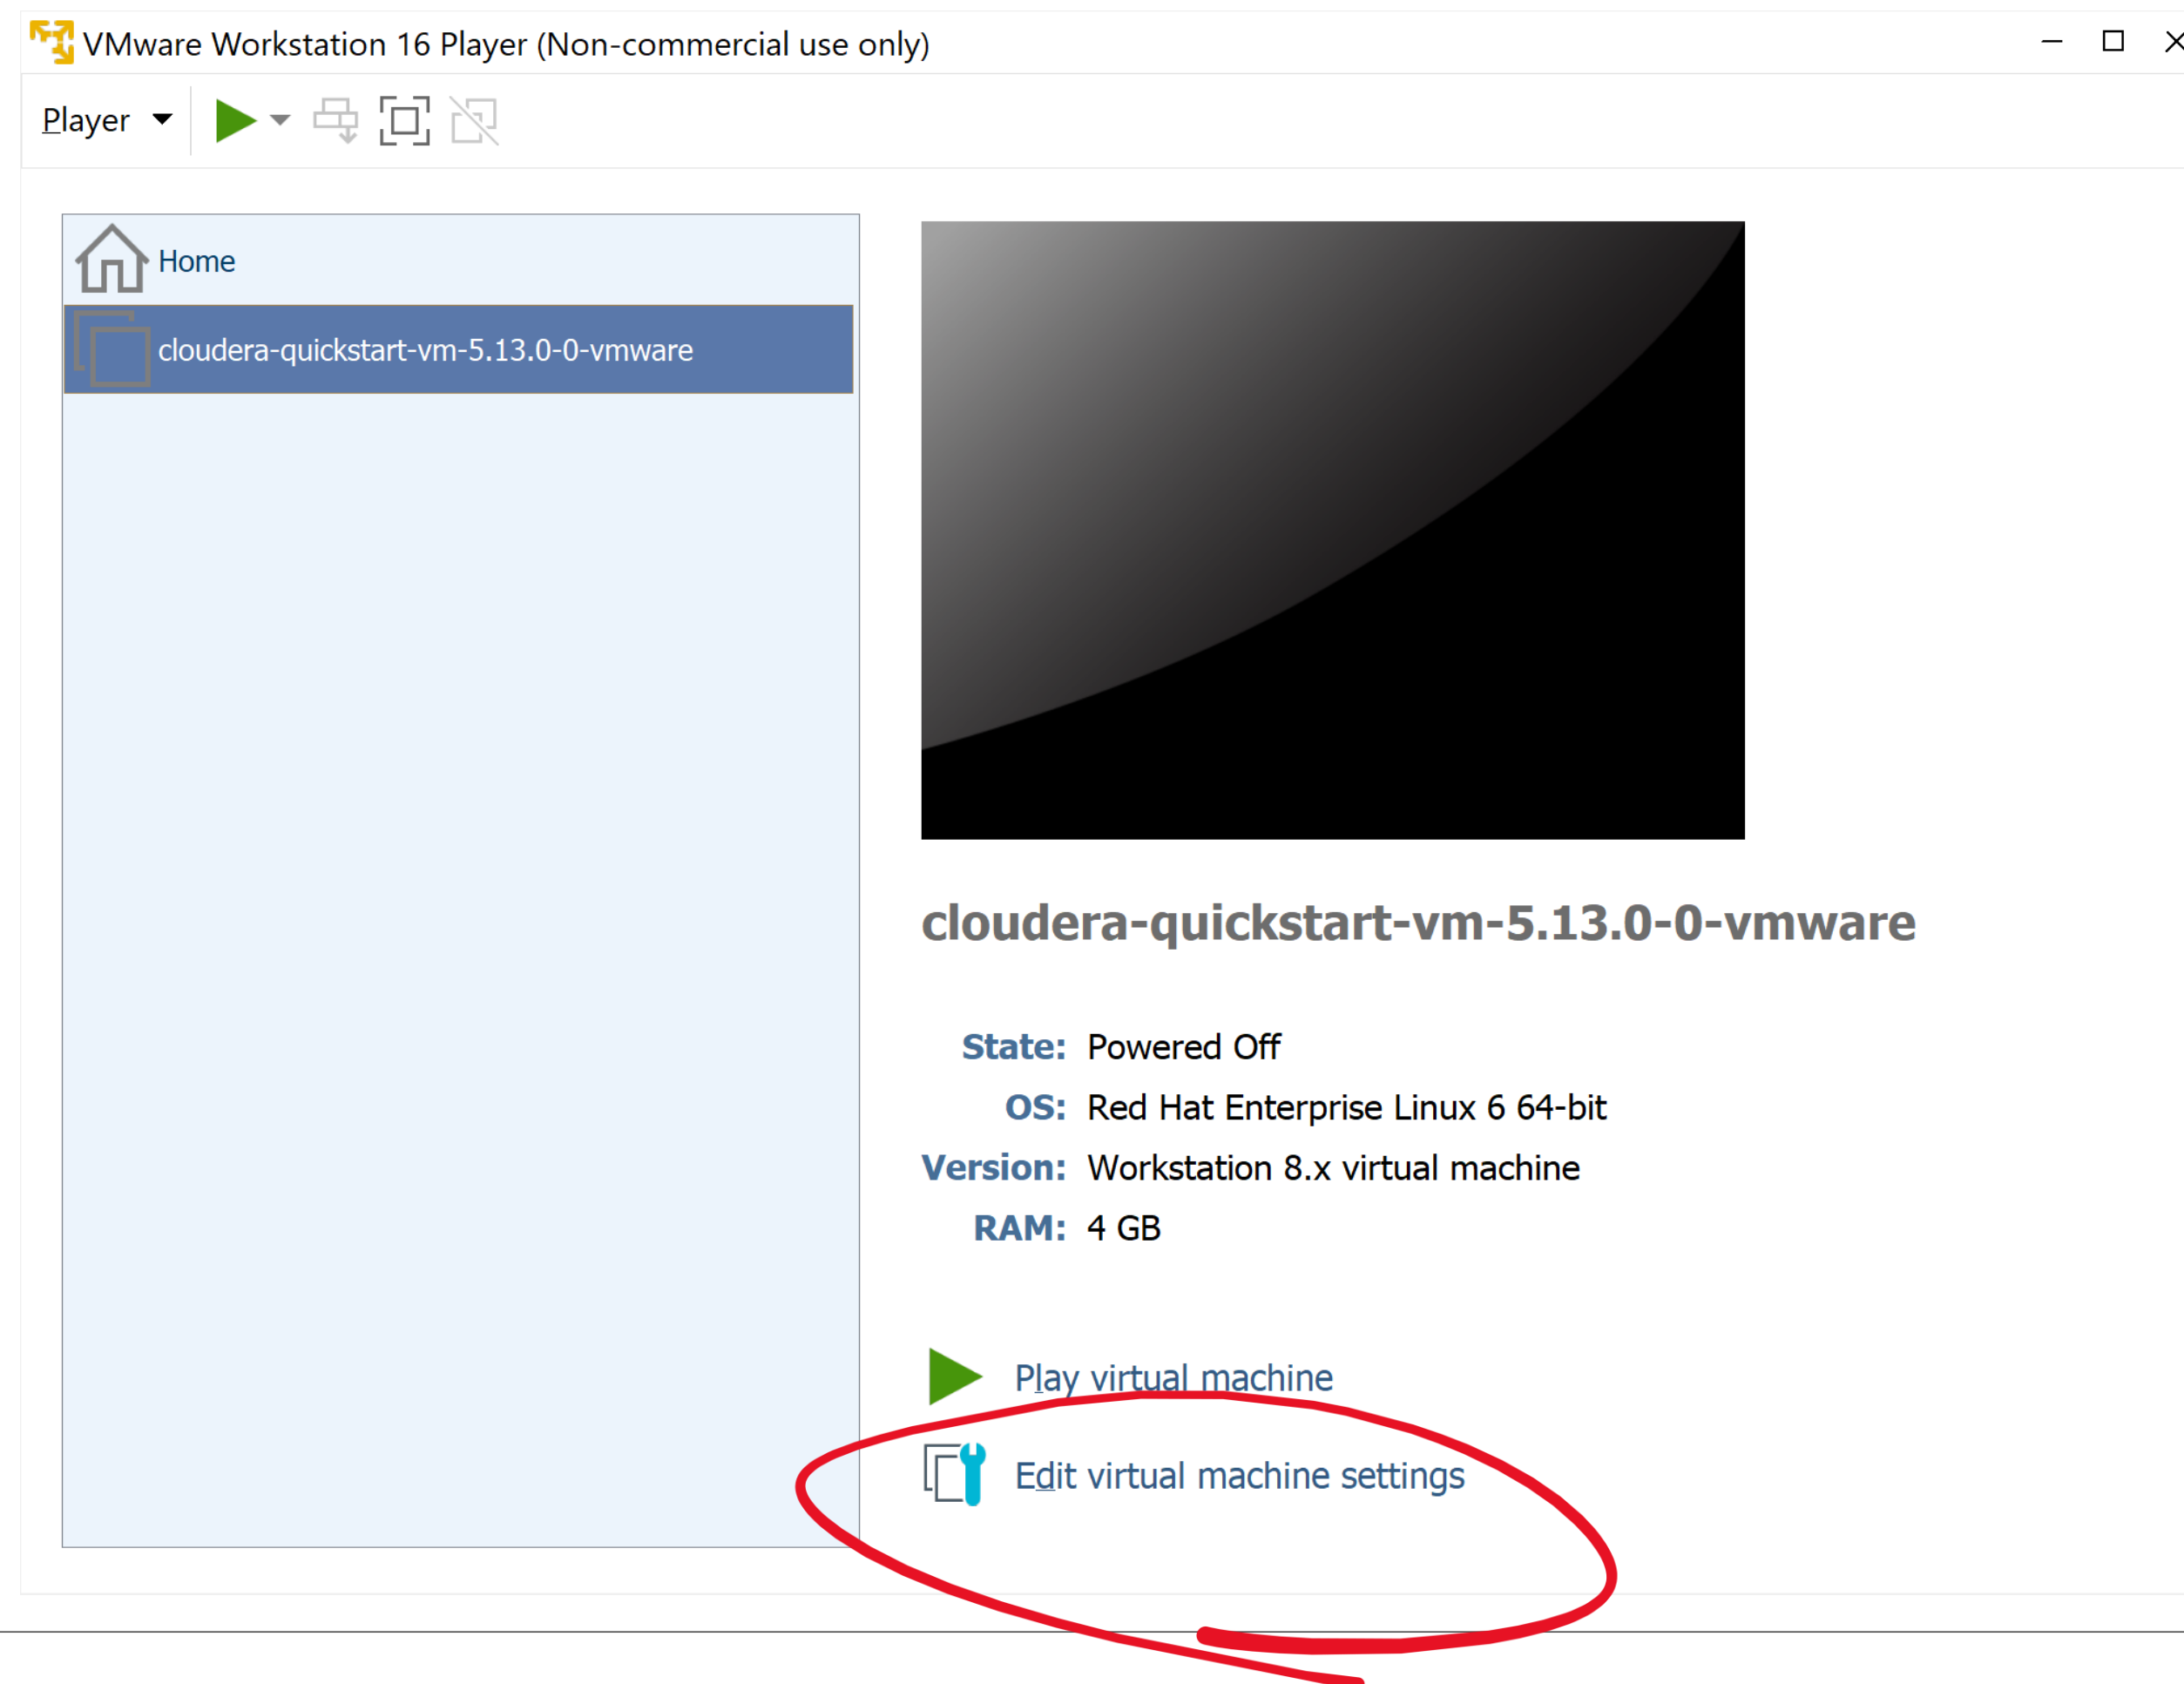 VMware Workstation 16 Player (Non-commercial use only)
Player
Home
cloudera-quickstart-vm-5.13.0-0-vmware
cloudera-quickstart-vm-5.13.0-0-vmware
State: Powered Off
OS: Red Hat Enterprise Linux 6 64-bit
Version: Workstation 8.x virtual machine
RAM: 4 GB
Play virtual machine
Edit virtual machine settings